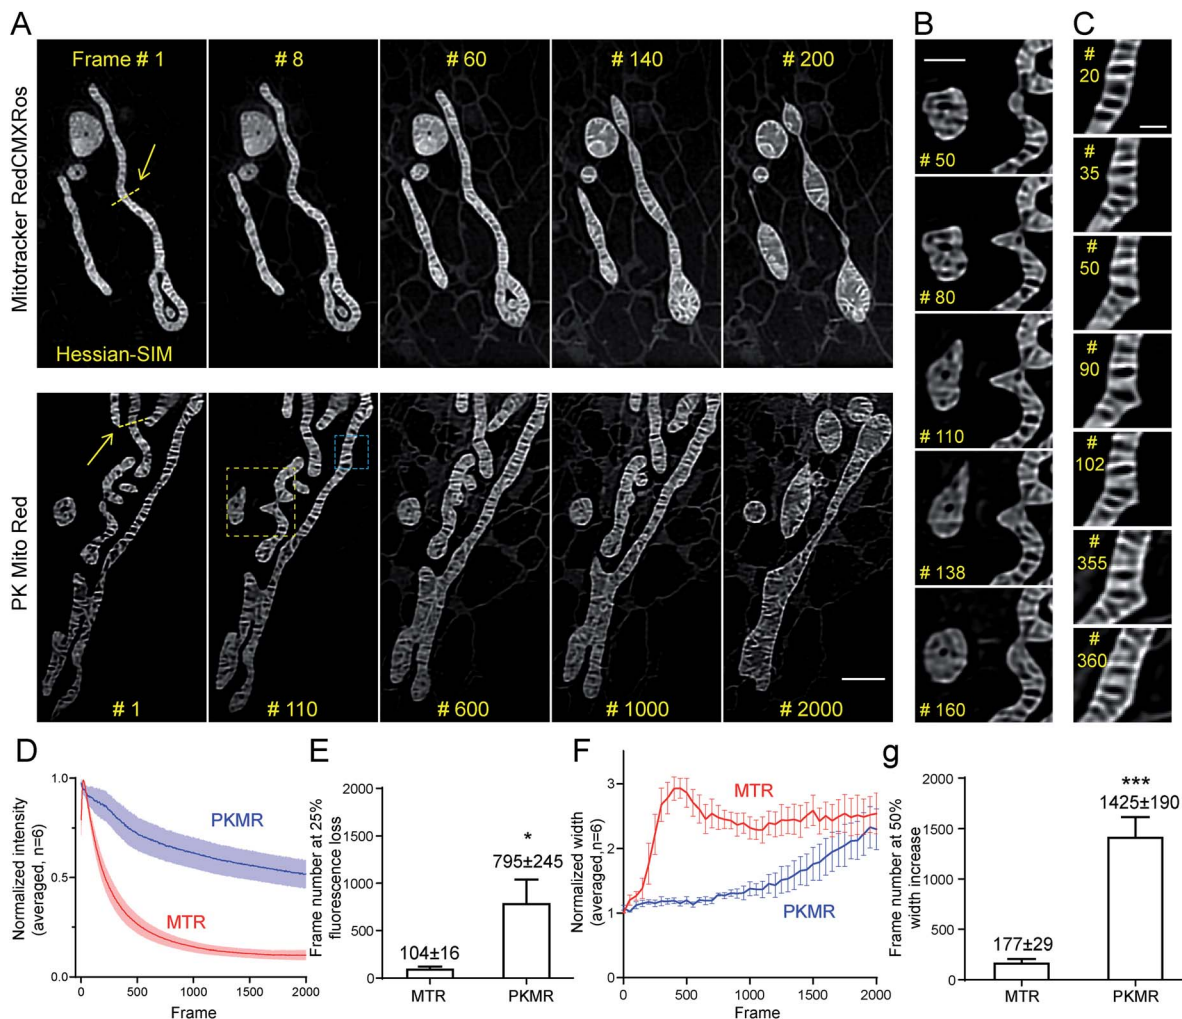 A
B
C
Mitotracker RedCMXRos
Frame # 1
# 8
# 60
# 140
# 200
Hessian-SIM
PK Mito Red
# 1
# 110
# 600
# 1000
# 2000
# 50
# 80
# 110
# 138
# 160
#
20
#
35
#
50
#
90
#
102
#
355
#
360
D
Normalized intensity
(averaged, n=6)
1.0
0.5
0.0
PKMR
MTR
0
500
1000
1500
2000
Frame
E
Frame number at 25%
fluorescence loss
2000
1500
1000
500
0
104±16
*
795±245
MTR
PKMR
F
Normalized width
(averaged,n=6)
3
2
1
0
MTR
PKMR
0
500
1000
1500
2000
Frame
g
Frame number at 50%
width increase
2000
1500
1000
500
0
177±29
***
1425±190
MTR
PKMR